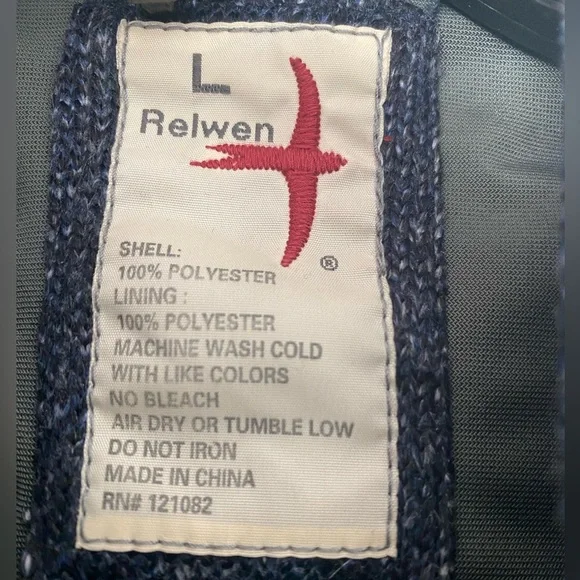 L
Relwen
®
SHELL:
100% POLYESTER
LINING :
100% POLYESTER
MACHINE WASH COLD
WITH LIKE COLORS
NO BLEACH
AIR DRY OR TUMBLE LOW
DO NOT IRON
MADE IN CHINA
RN# 121082